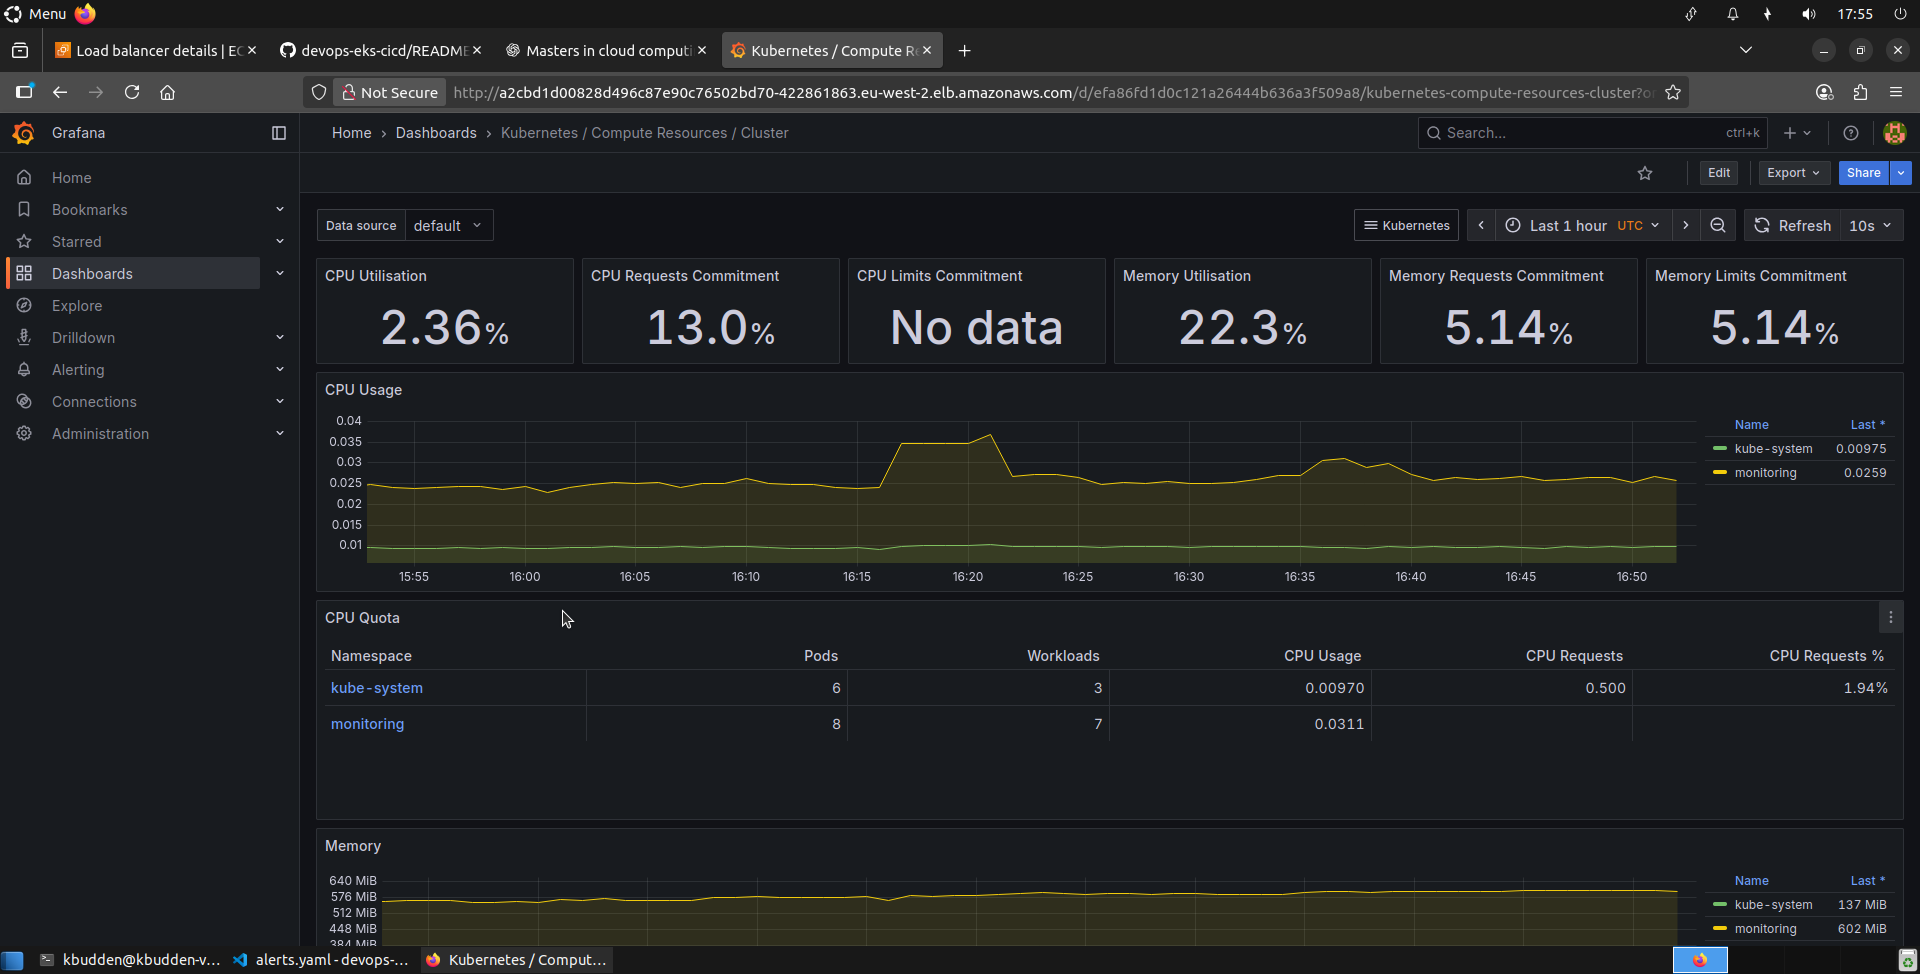 Menu
17:55
Load balancer details | EC
devops-eks-cicd/README
Masters in cloud computi
Kubernetes / Compute Re
Not Secure
http://a2cbd1d00828d496c87e90c76502bd70-422861863.eu-west-2.elb.amazonaws.com/d/efa86fd1d0c121a26444b636a3f509a8/kubernetes-compute-resources-cluster?or
Grafana
Home › Dashboards › Kubernetes / Compute Resources / Cluster
Search... ctrl+k
Home
Bookmarks
Starred
Dashboards
Explore
Drilldown
Alerting
Connections
Administration
Edit
Export
Share
Data source default
Kubernetes
Last 1 hour UTC
Refresh 10s
CPU Utilisation
2.36%
CPU Requests Commitment
13.0%
CPU Limits Commitment
No data
Memory Utilisation
22.3%
Memory Requests Commitment
5.14%
Memory Limits Commitment
5.14%
CPU Usage
0.04
0.035
0.03
0.025
0.02
0.015
0.01
15:55 16:00 16:05 16:10 16:15 16:20 16:25 16:30 16:35 16:40 16:45 16:50
Name Last *
kube-system 0.00975
monitoring 0.0259
CPU Quota
Namespace Pods Workloads CPU Usage CPU Requests CPU Requests %
kube-system 6 3 0.00970 0.500 1.94%
monitoring 8 7 0.0311
Memory
640 MiB
576 MiB
512 MiB
448 MiB
384 MiB
Name Last *
kube-system 137 MiB
monitoring 602 MiB
kbudden@kbudden-v...
alerts.yaml - devops-...
Kubernetes / Comput...